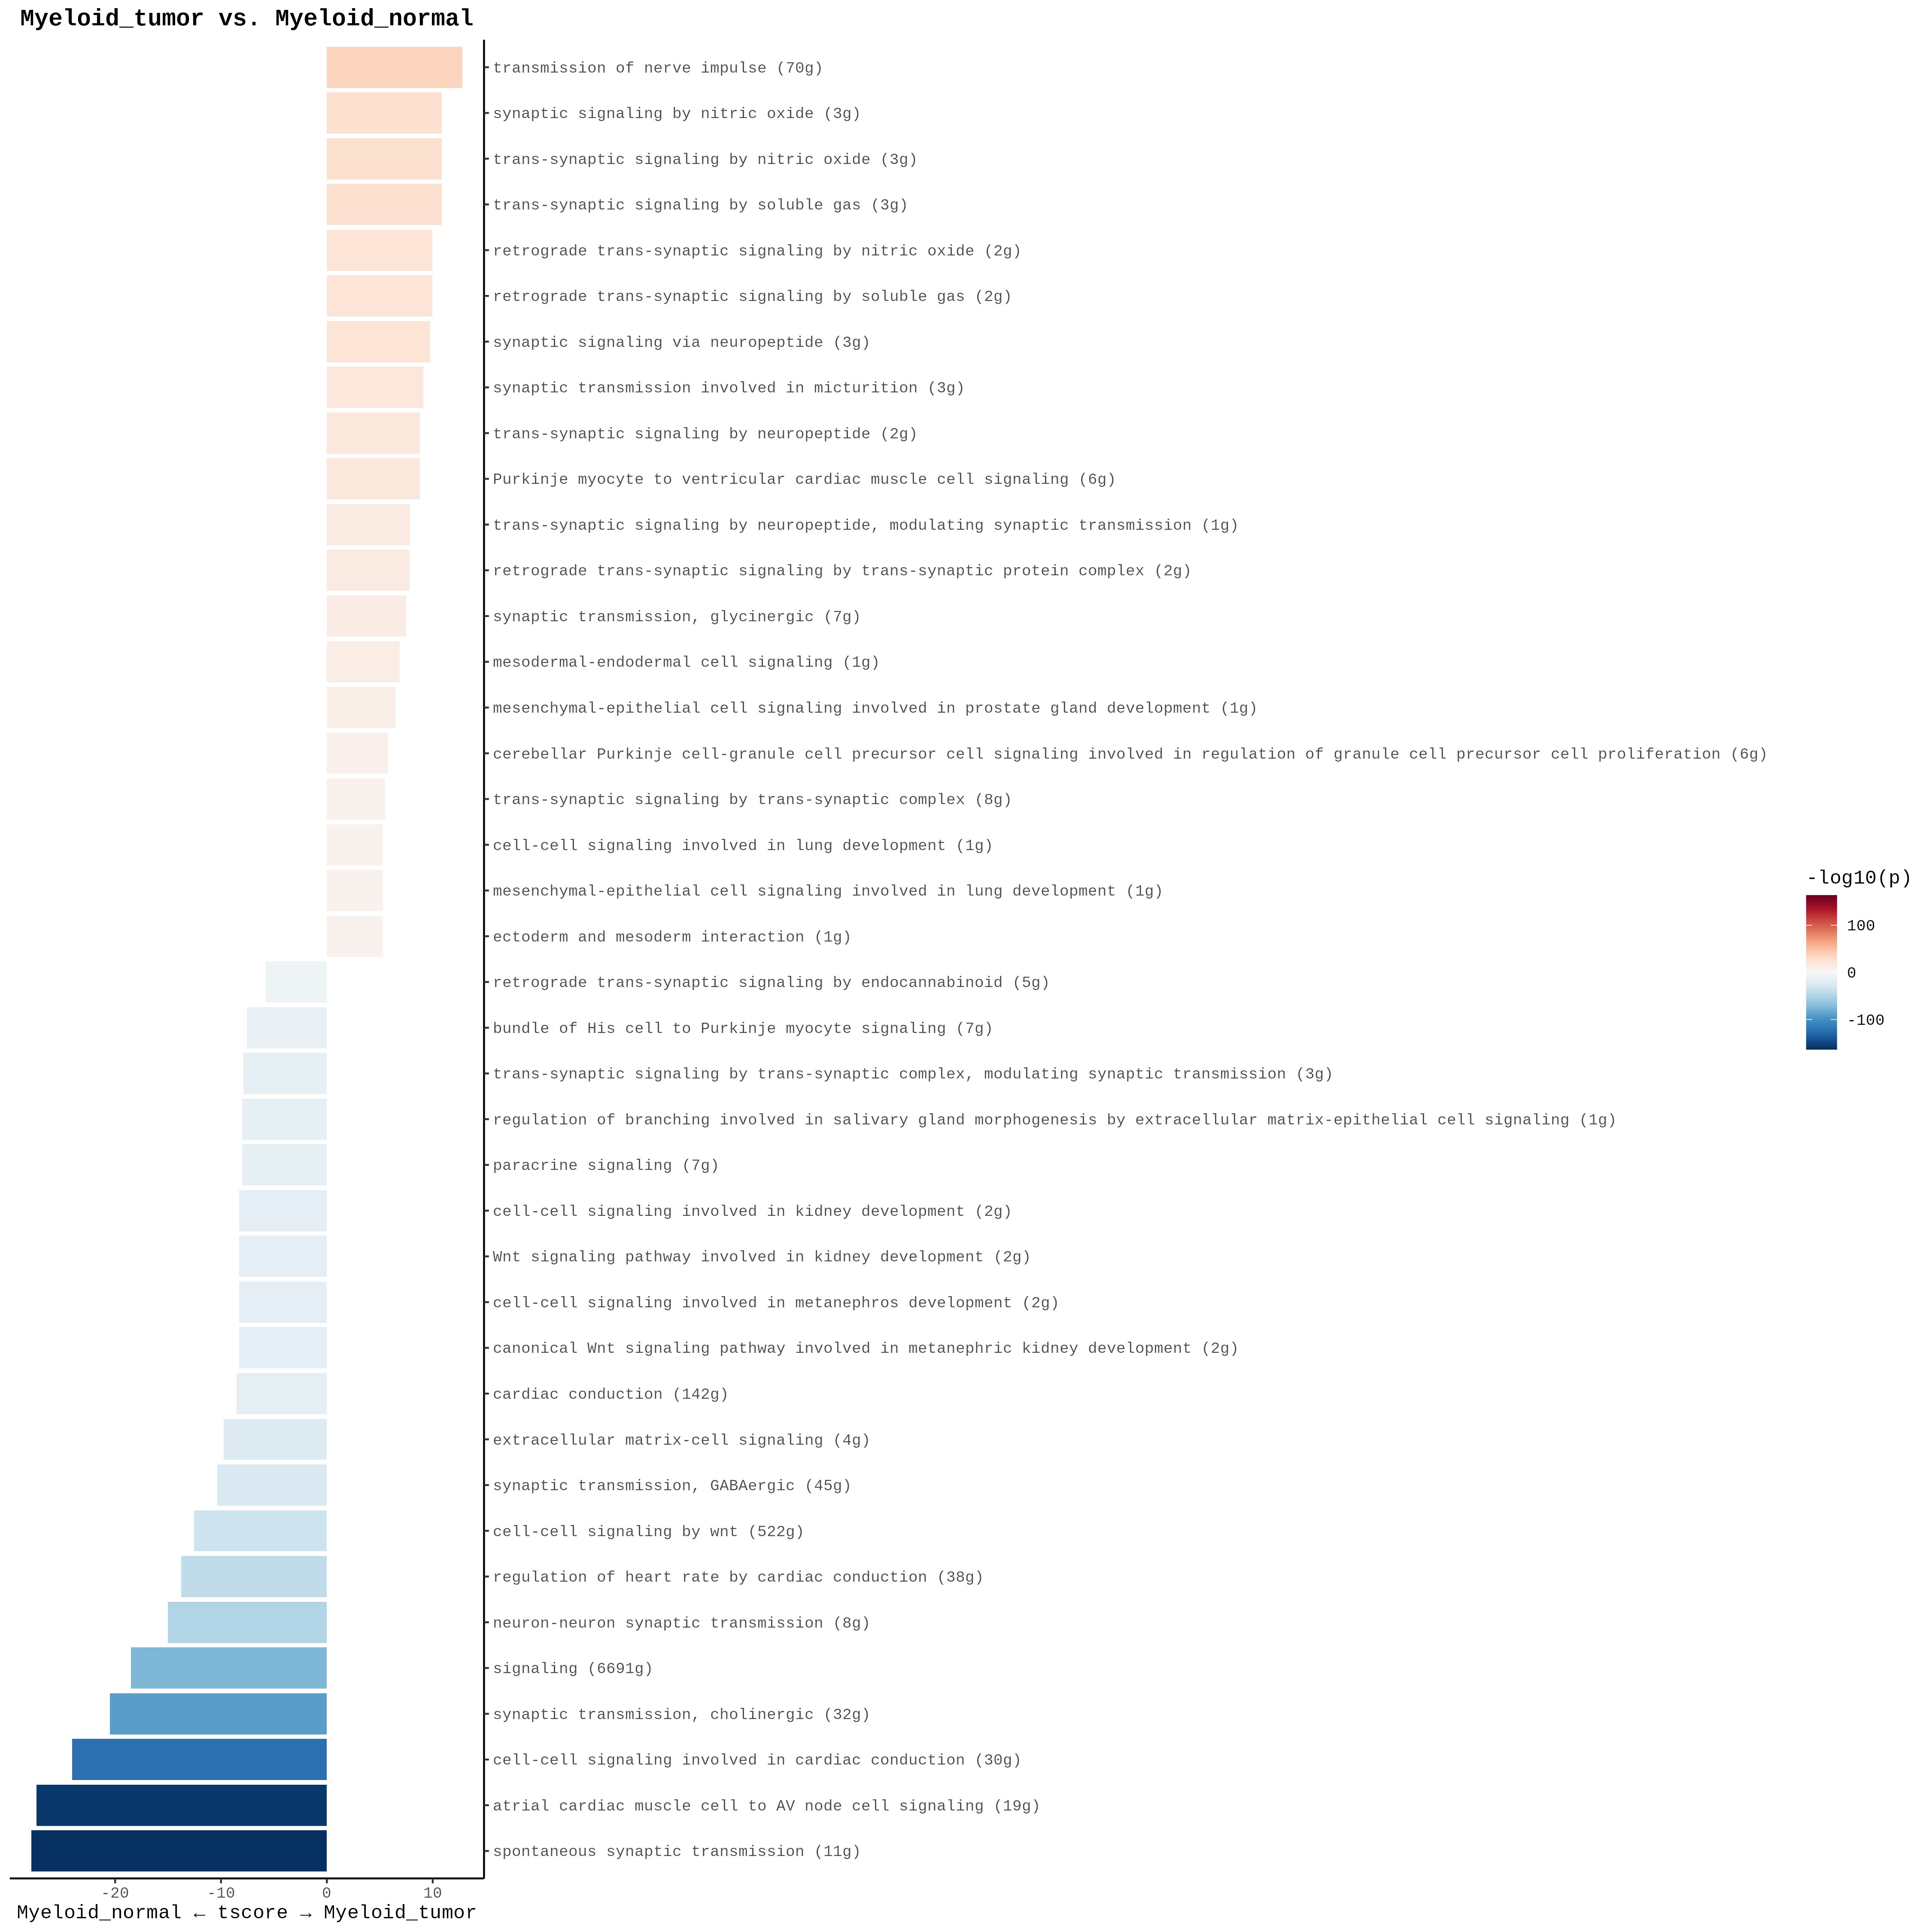 Myeloid_tumor vs. Myeloid_normal
transmission of nerve impulse (70g)
synaptic signaling by nitric oxide (3g)
trans-synaptic signaling by nitric oxide (3g)
trans-synaptic signaling by soluble gas (3g)
retrograde trans-synaptic signaling by nitric oxide (2g)
retrograde trans-synaptic signaling by soluble gas (2g)
synaptic signaling via neuropeptide (3g)
synaptic transmission involved in micturition (3g)
trans-synaptic signaling by neuropeptide (2g)
Purkinje myocyte to ventricular cardiac muscle cell signaling (6g)
trans-synaptic signaling by neuropeptide, modulating synaptic transmission (1g)
retrograde trans-synaptic signaling by trans-synaptic protein complex (2g)
synaptic transmission, glycinergic (7g)
mesodermal-endodermal cell signaling (1g)
mesenchymal-epithelial cell signaling involved in prostate gland development (1g)
cerebellar Purkinje cell-granule cell precursor cell signaling involved in regulation of granule cell precursor cell proliferation (6g)
trans-synaptic signaling by trans-synaptic complex (8g)
cell-cell signaling involved in lung development (1g)
mesenchymal-epithelial cell signaling involved in lung development (1g)
ectoderm and mesoderm interaction (1g)
retrograde trans-synaptic signaling by endocannabinoid (5g)
bundle of His cell to Purkinje myocyte signaling (7g)
trans-synaptic signaling by trans-synaptic complex, modulating synaptic transmission (3g)
regulation of branching involved in salivary gland morphogenesis by extracellular matrix-epithelial cell signaling (1g)
paracrine signaling (7g)
cell-cell signaling involved in kidney development (2g)
Wnt signaling pathway involved in kidney development (2g)
cell-cell signaling involved in metanephros development (2g)
canonical Wnt signaling pathway involved in metanephric kidney development (2g)
cardiac conduction (142g)
extracellular matrix-cell signaling (4g)
synaptic transmission, GABAergic (45g)
cell-cell signaling by wnt (522g)
regulation of heart rate by cardiac conduction (38g)
neuron-neuron synaptic transmission (8g)
signaling (6691g)
synaptic transmission, cholinergic (32g)
cell-cell signaling involved in cardiac conduction (30g)
atrial cardiac muscle cell to AV node cell signaling (19g)
spontaneous synaptic transmission (11g)
-20 -10 0 10
Myeloid_normal ← tscore → Myeloid_tumor
-log10(p)
100
0
-100